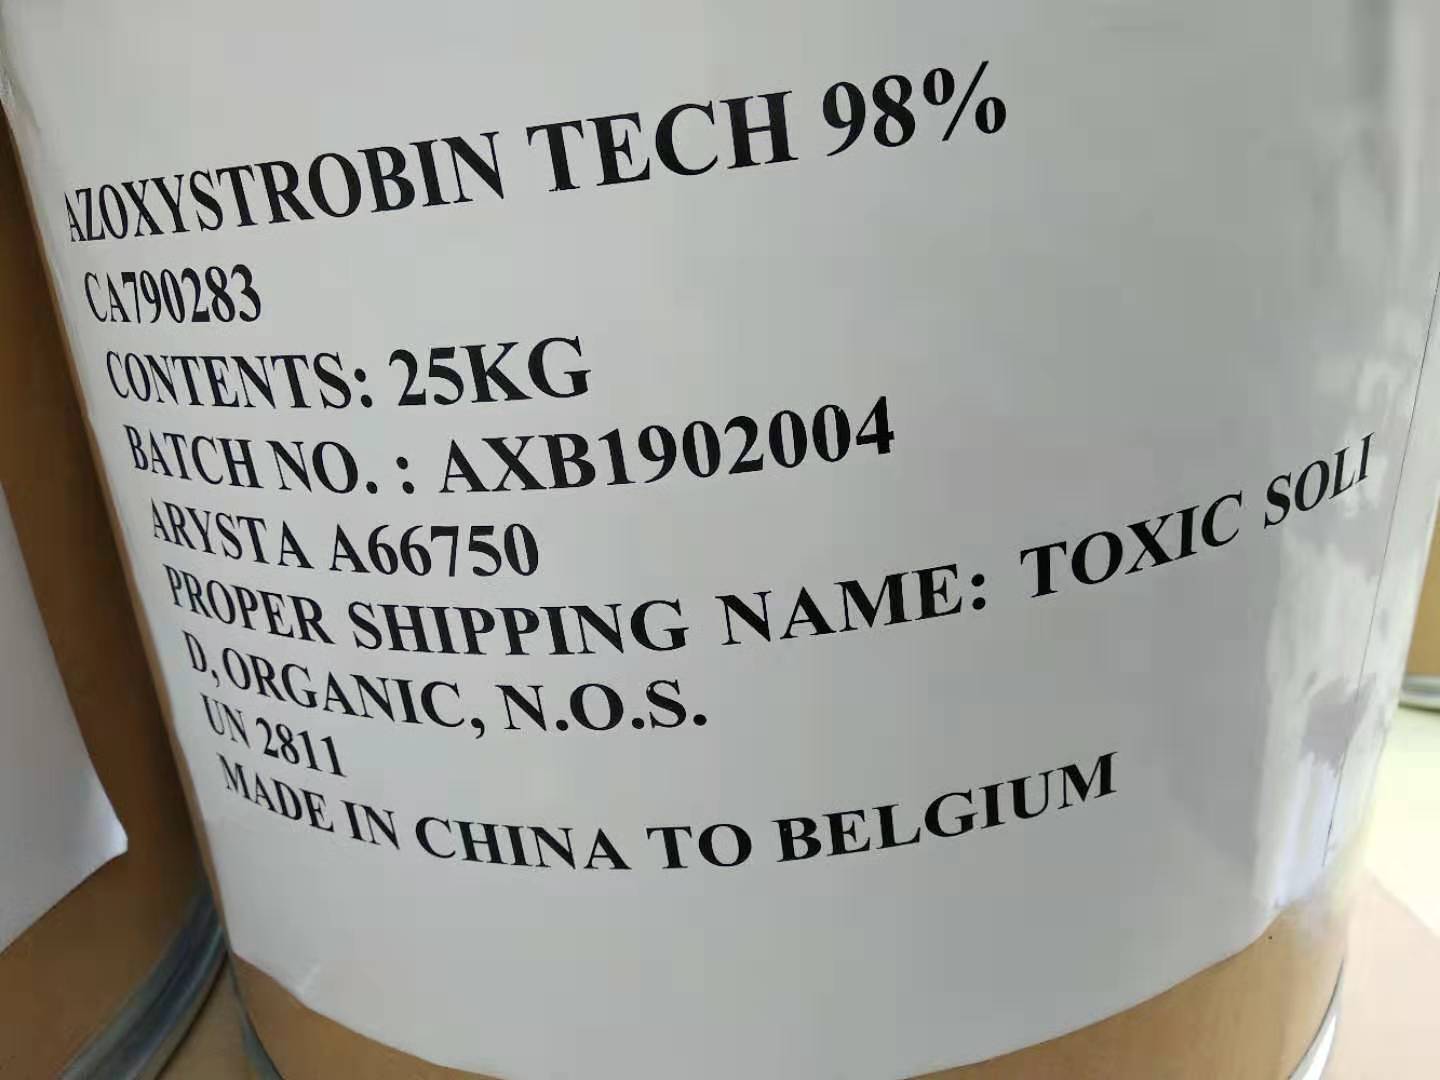 AZOXYSTROBIN TECH 98%
CA790283
CONTENTS: 25KG
BATCH NO. : AXB1902004
ARYSTA A66750
PROPER SHIPPING NAME: TOXIC SOLI
D,ORGANIC, N.O.S.
UN 2811
MADE IN CHINA TO BELGIUM